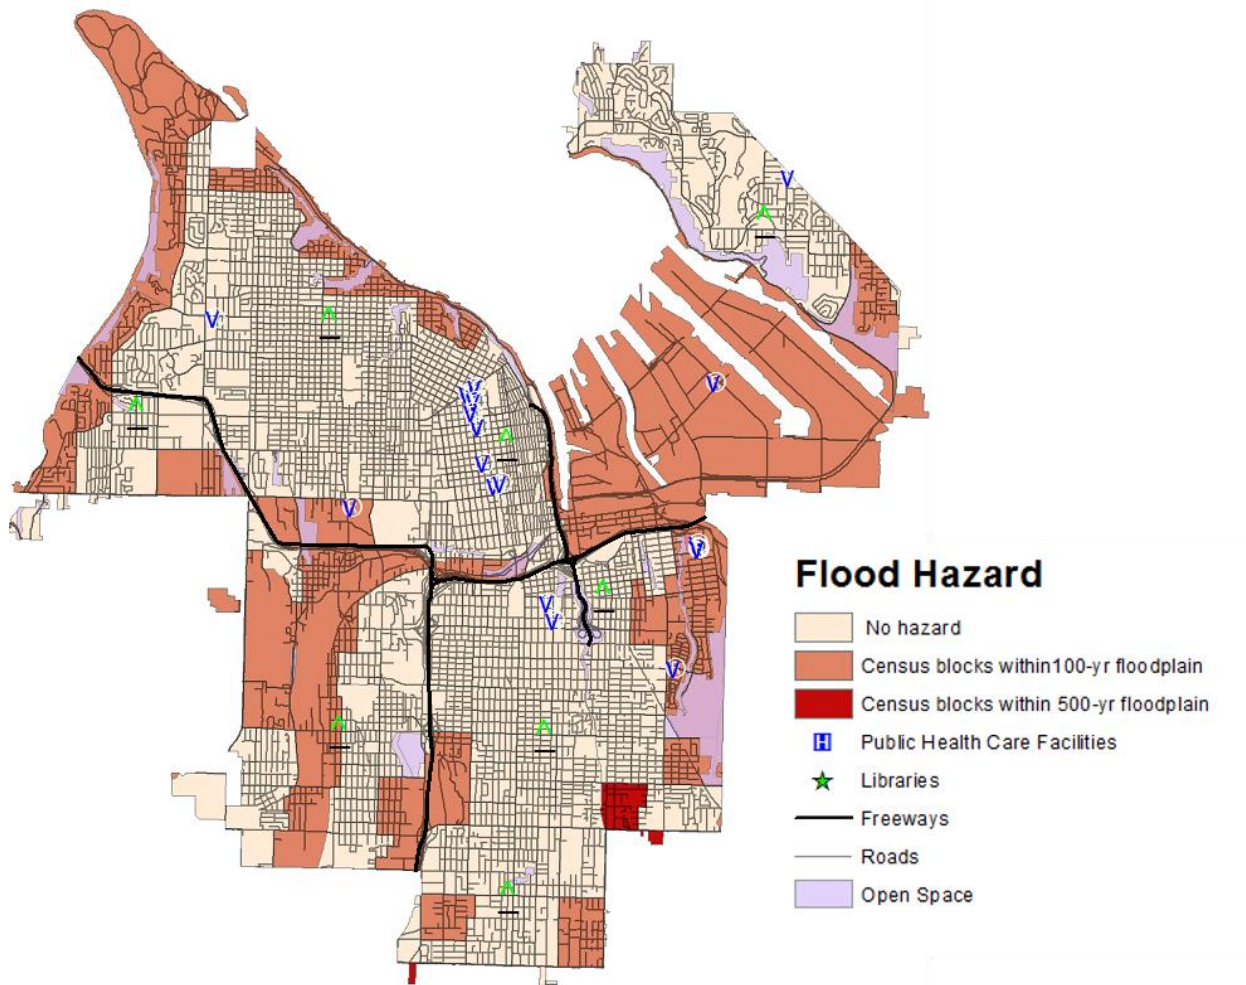 Flood Hazard
No hazard
Census blocks within100-yr floodplain
Census blocks within 500-yr floodplain
H Public Health Care Facilities
Libraries
Freeways
Roads
Open Space